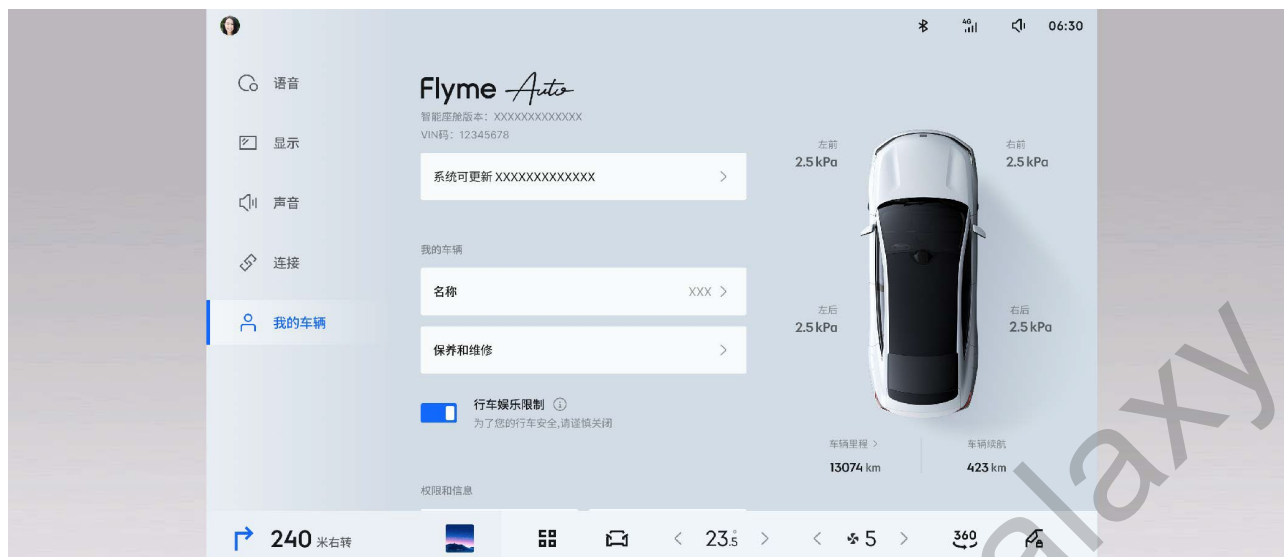 4G
06:30
语音
显示
声音
连接
我的车辆
Flyme Auto
智能座舱版本：XXXXXXXXXXXXX
VIN码：12345678
系统可更新 XXXXXXXXXXXXX
我的车辆
名称 XXX
保养和维修
行车娱乐限制
为了您的行车安全,请谨慎关闭
权限和信息
左前
2.5 kPa
右前
2.5 kPa
左后
2.5 kPa
右后
2.5 kPa
车辆里程
13074 km
车辆续航
423 km
240 米右转
23.5
5
360
alaxy